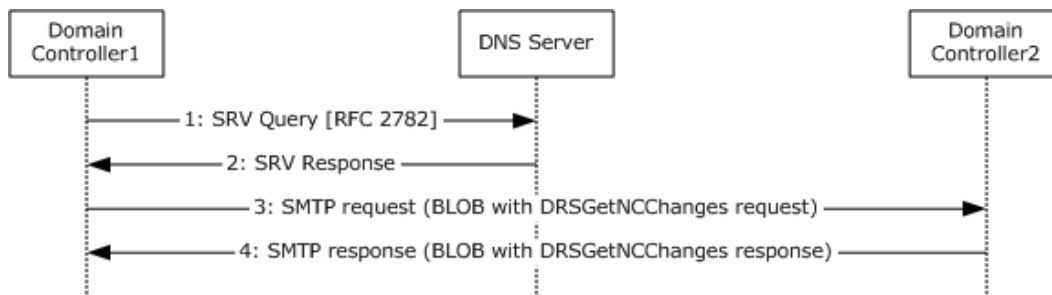 Domain
Controller1
DNS Server
Domain
Controller2
1: SRV Query [RFC 2782]
2: SRV Response
3: SMTP request (BLOB with DRSGetNCChanges request)
4: SMTP response (BLOB with DRSGetNCChanges response)